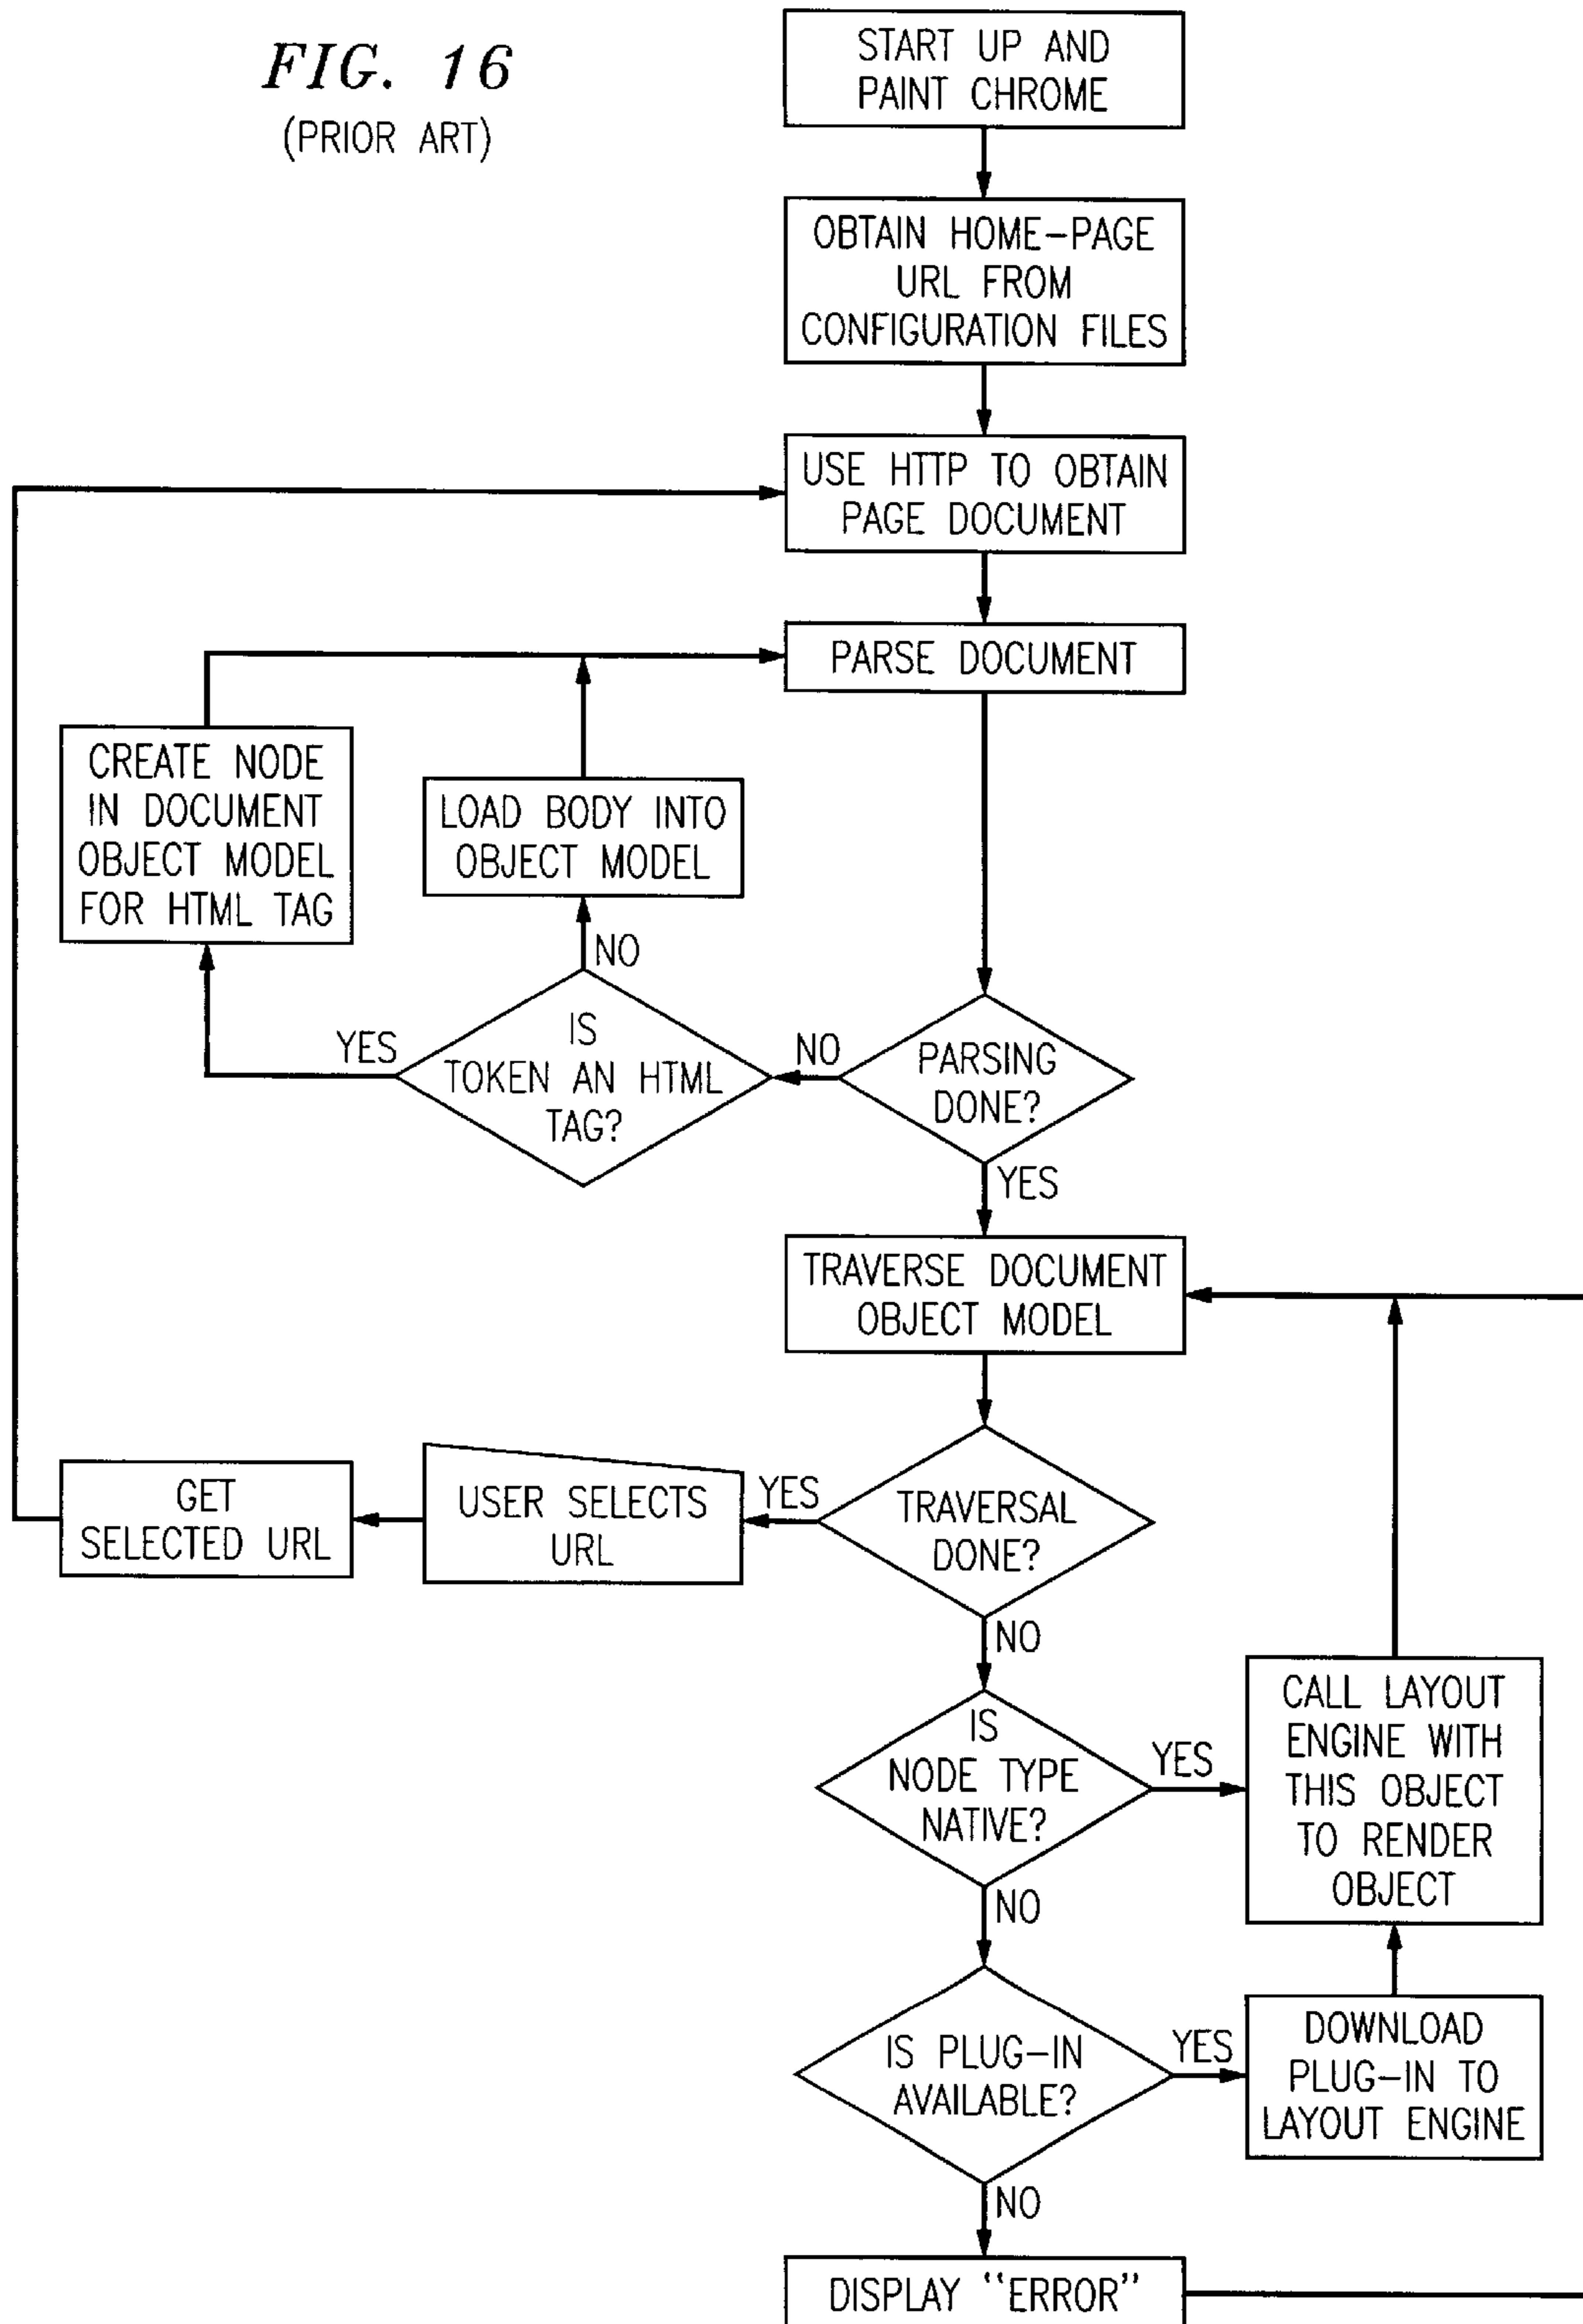 FIG. 16
(PRIOR ART)
START UP AND
PAINT CHROME
OBTAIN HOME-PAGE
URL FROM
CONFIGURATION FILES
USE HTTP TO OBTAIN
PAGE DOCUMENT
PARSE DOCUMENT
CREATE NODE
IN DOCUMENT
OBJECT MODEL
FOR HTML TAG
LOAD BODY INTO
OBJECT MODEL
NO
YES
IS
TOKEN AN HTML
TAG?
NO
PARSING
DONE?
YES
TRAVERSE DOCUMENT
OBJECT MODEL
GET
SELECTED URL
USER SELECTS
URL
YES
TRAVERSAL
DONE?
NO
IS
NODE TYPE
NATIVE?
YES
CALL LAYOUT
ENGINE WITH
THIS OBJECT
TO RENDER
OBJECT
NO
IS PLUG-IN
AVAILABLE?
YES
DOWNLOAD
PLUG-IN TO
LAYOUT ENGINE
NO
DISPLAY "ERROR"